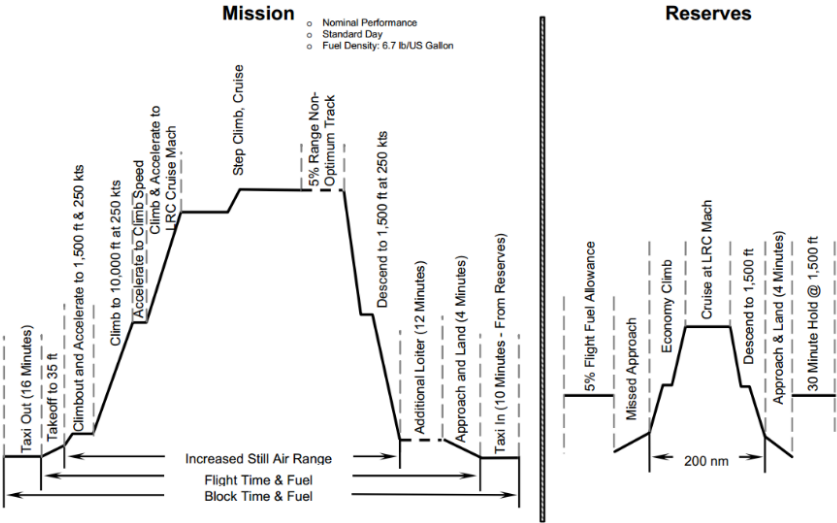 Mission
o Nominal Performance
o Standard Day
o Fuel Density: 6.7 lb/US Gallon
Taxi Out (16 Minutes)
Takeoff to 35 ft
Climbout and Accelerate to 1,500 ft & 250 kts
Climb to 10,000 ft at 250 kts
Accelerate to Climb Speed
Climb & Accelerate to
LRC Cruise Mach
Step Climb, Cruise
5% Range Non-
Optimum Track
Descend to 1,500 ft at 250 kts
Additional Loiter (12 Minutes)
Approach and Land (4 Minutes)
Taxi In (10 Minutes - From Reserves)
Increased Still Air Range
Flight Time & Fuel
Block Time & Fuel
Reserves
5% Flight Fuel Allowance
Missed Approach
Economy Climb
Cruise at LRC Mach
Descend to 1,500 ft
Approach & Land (4 Minutes)
30 Minute Hold @ 1,500 ft
200 nm